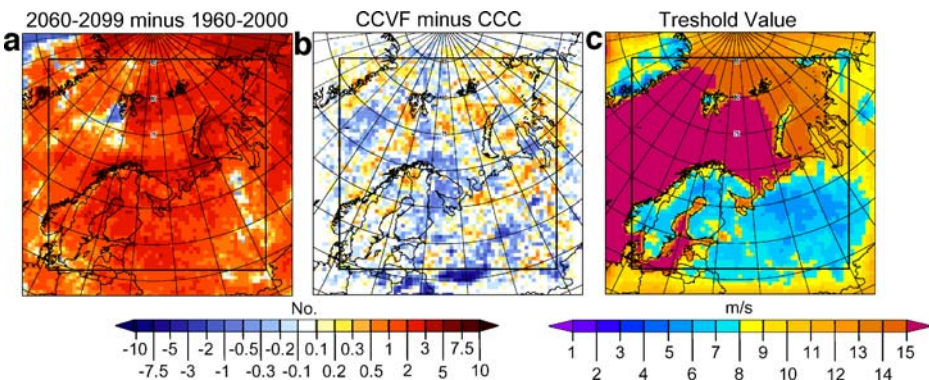 2060-2099 minus 1960-2000 CCVF minus CCC Treshold Value
a b c
No. m/s
-10 -5 -2 -0.5 -0.2 0.1 0.3 1 3 7.5 1 3 5 7 9 11 13 15
-7.5 -3 -1 -0.3 -0.1 0.2 0.5 2 5 10 2 4 6 8 10 12 14